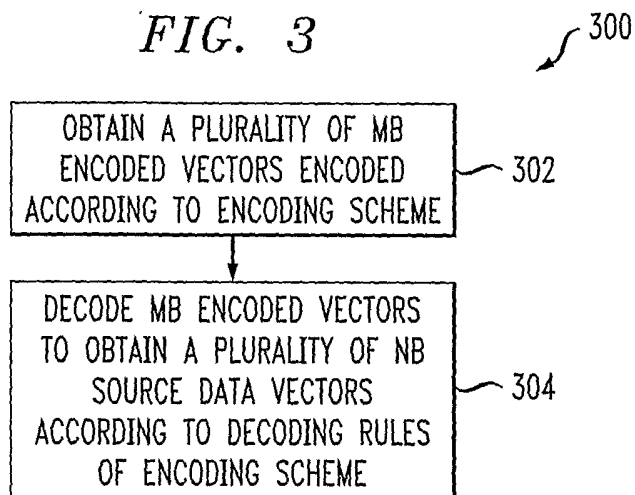 FIG. 3
300
OBTAIN A PLURALITY OF MB
ENCODED VECTORS ENCODED
ACCORDING TO ENCODING SCHEME
302
DECODE MB ENCODED VECTORS
TO OBTAIN A PLURALITY OF NB
SOURCE DATA VECTORS
ACCORDING TO DECODING RULES
OF ENCODING SCHEME
304